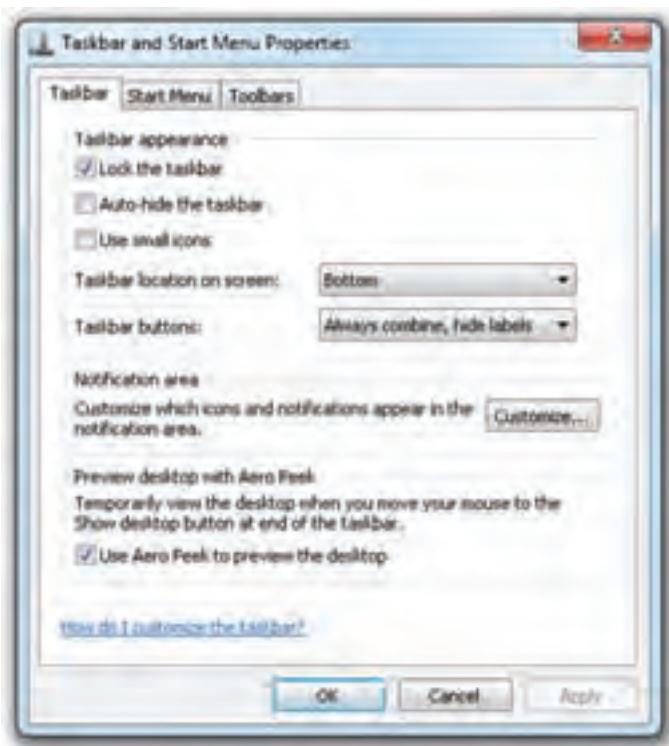 Taskbar and Start Menu Properties
Taskbar Start Menu Toolbars
Taskbar appearance
Lock the taskbar
Auto-hide the taskbar
Use small icons
Taskbar location on screen: Bottom
Taskbar buttons: Always combine, hide labels
Notification area
Customize which icons and notifications appear in the
notification area.
Customize...
Preview desktop with Aero Peek
Temporarily view the desktop when you move your mouse to the
Show desktop button at end of the taskbar.
Use Aero Peek to preview the desktop
How do I customize the taskbar?
OK Cancel Apply